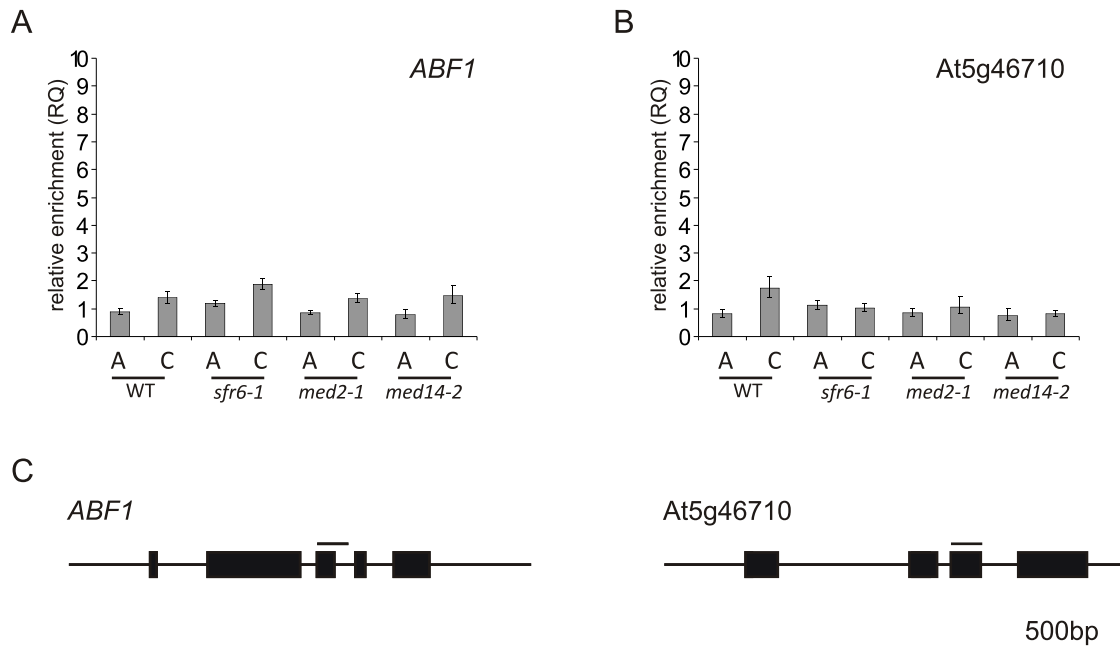 A
ABF1
relative enrichment (RQ)
10
9
8
7
6
5
4
3
2
1
0
A C A C A C A C
WT sfr6-1 med2-1 med14-2
B
At5g46710
relative enrichment (RQ)
10
9
8
7
6
5
4
3
2
1
0
A C A C A C A C
WT sfr6-1 med2-1 med14-2
C
ABF1
At5g46710
500bp